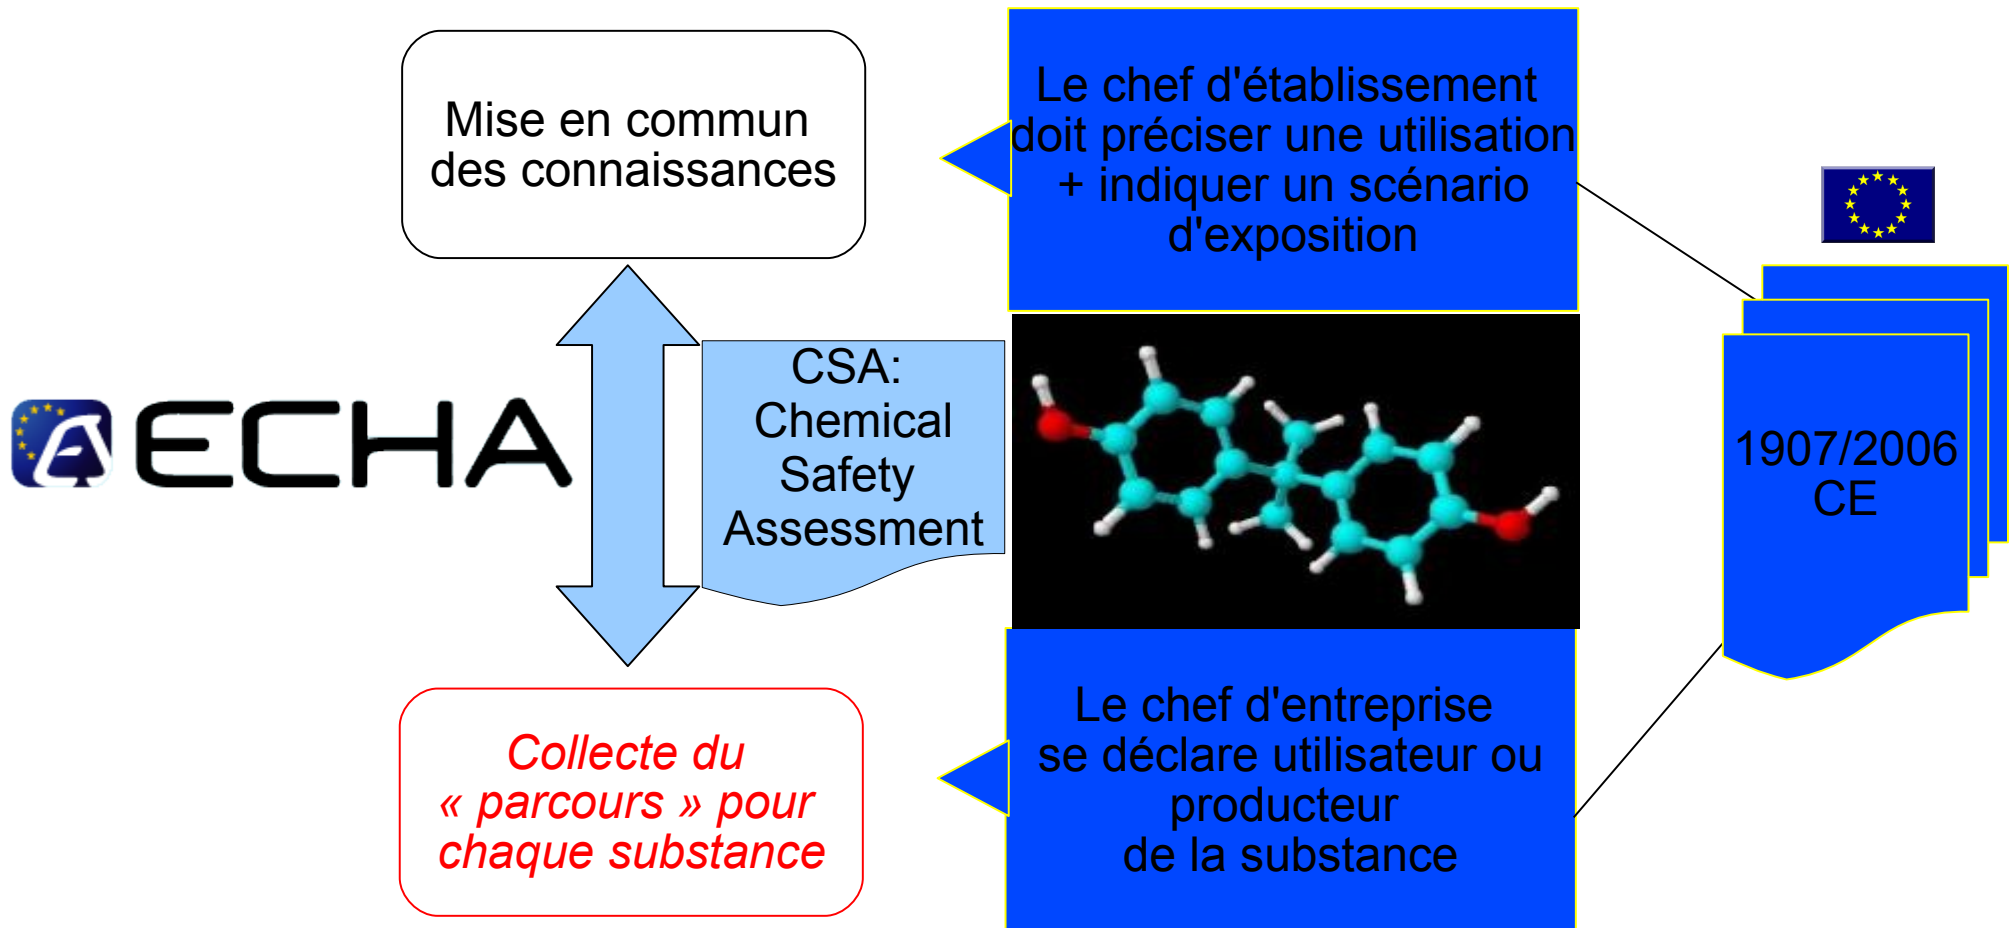 Mise en commun
des connaissances
Le chef d'établissement
doit préciser une utilisation
+ indiquer un scénario
d'exposition
ECHA
CSA:
Chemical
Safety
Assessment
1907/2006
CE
Collecte du
« parcours » pour
chaque substance
Le chef d'entreprise
se déclare utilisateur ou
producteur
de la substance